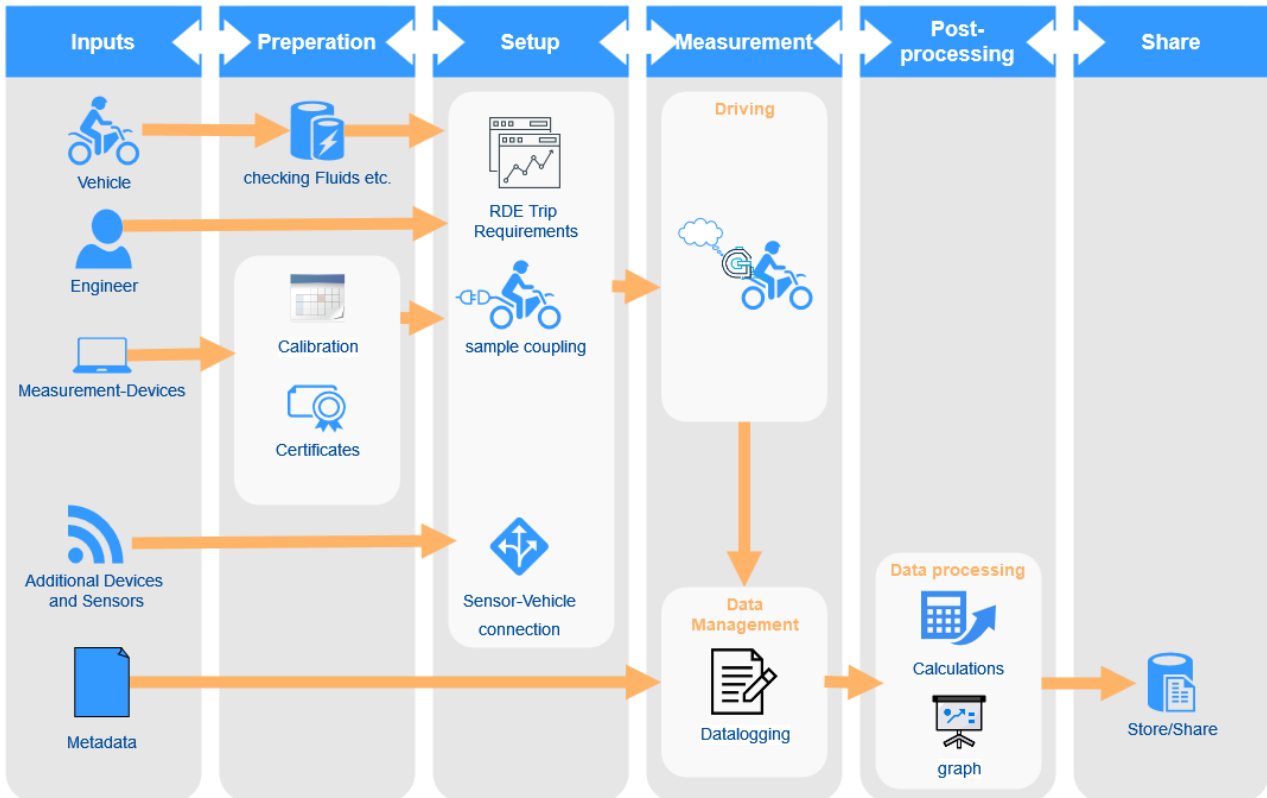 Inputs
Preperation
Setup
Measurement
Post-
processing
Share
Vehicle
Engineer
Measurement-Devices
Additional Devices
and Sensors
Metadata
checking Fluids etc.
Calibration
Certificates
RDE Trip
Requirements
sample coupling
Sensor-Vehicle
connection
Driving
G
Data
Management
Datalogging
Data processing
Calculations
graph
Store/Share